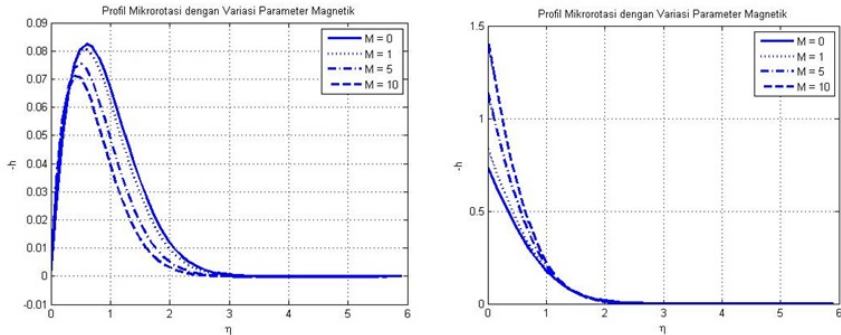 Profil Mikrorotasi dengan Variasi Parameter Magnetik
0.09
0.08
0.07
0.06
0.05
0.04
0.03
0.02
0.01
0
-0.01
-h
M = 0
M = 1
M = 5
M = 10
0 1 2 3 4 5 6
η
Profil Mikrorotasi dengan Variasi Parameter Magnetik
1.5
1
0.5
0
-h
M = 0
M = 1
M = 5
M = 10
0 1 2 3 4 5 6
η